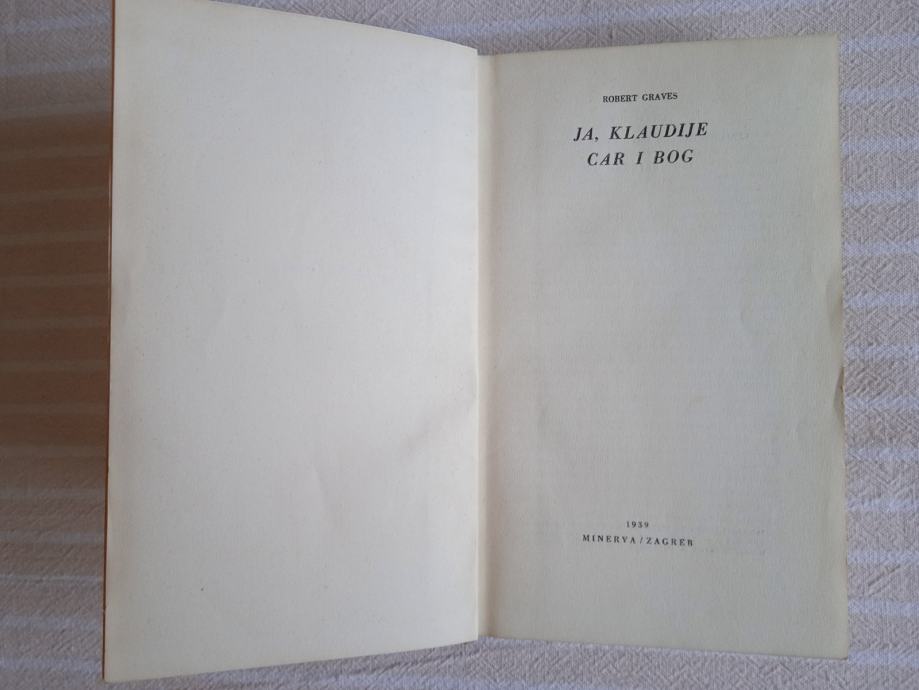 ROBERT GRAVES
JA, KLAUDIJE
CAR I BOG
1939
MINERVA/ZAGREB